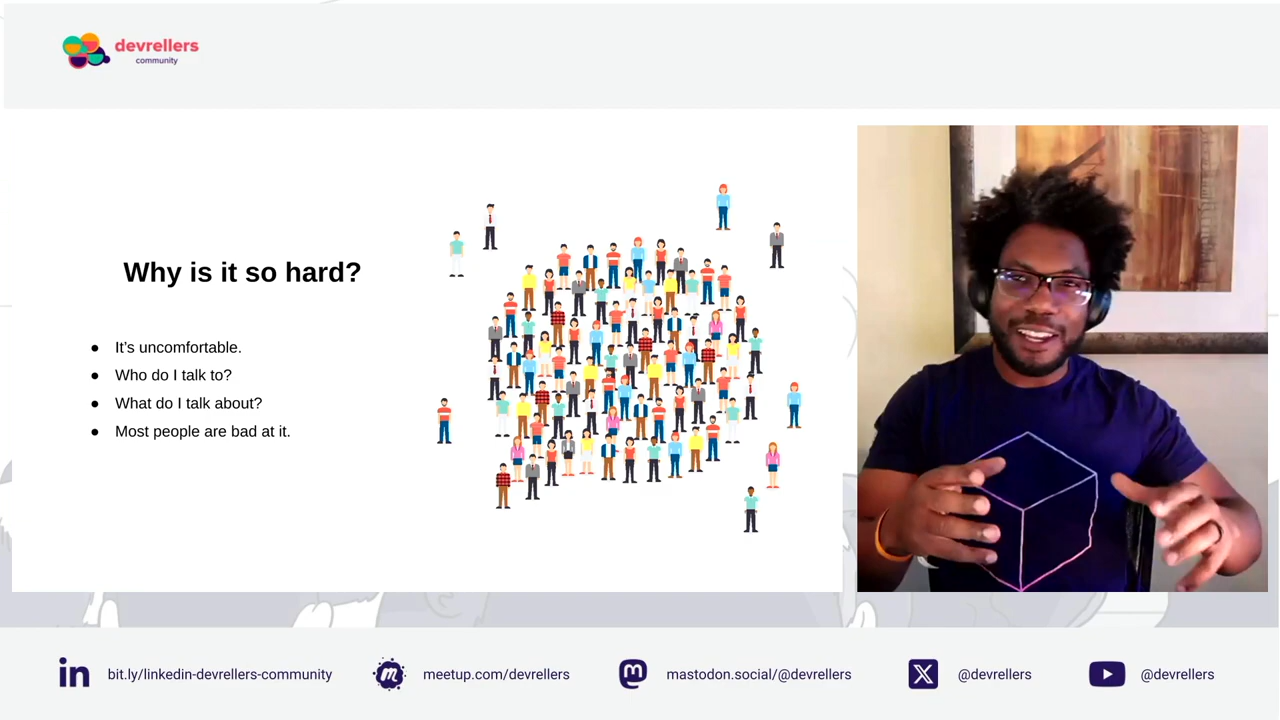 devrellers
community
Why is it so hard?
● It's uncomfortable.
● Who do I talk to?
● What do I talk about?
● Most people are bad at it.
in bit.ly/linkedin-devrellers-community
m meetup.com/devrellers
m mastodon.social/@devrellers
X @devrellers
@devrellers